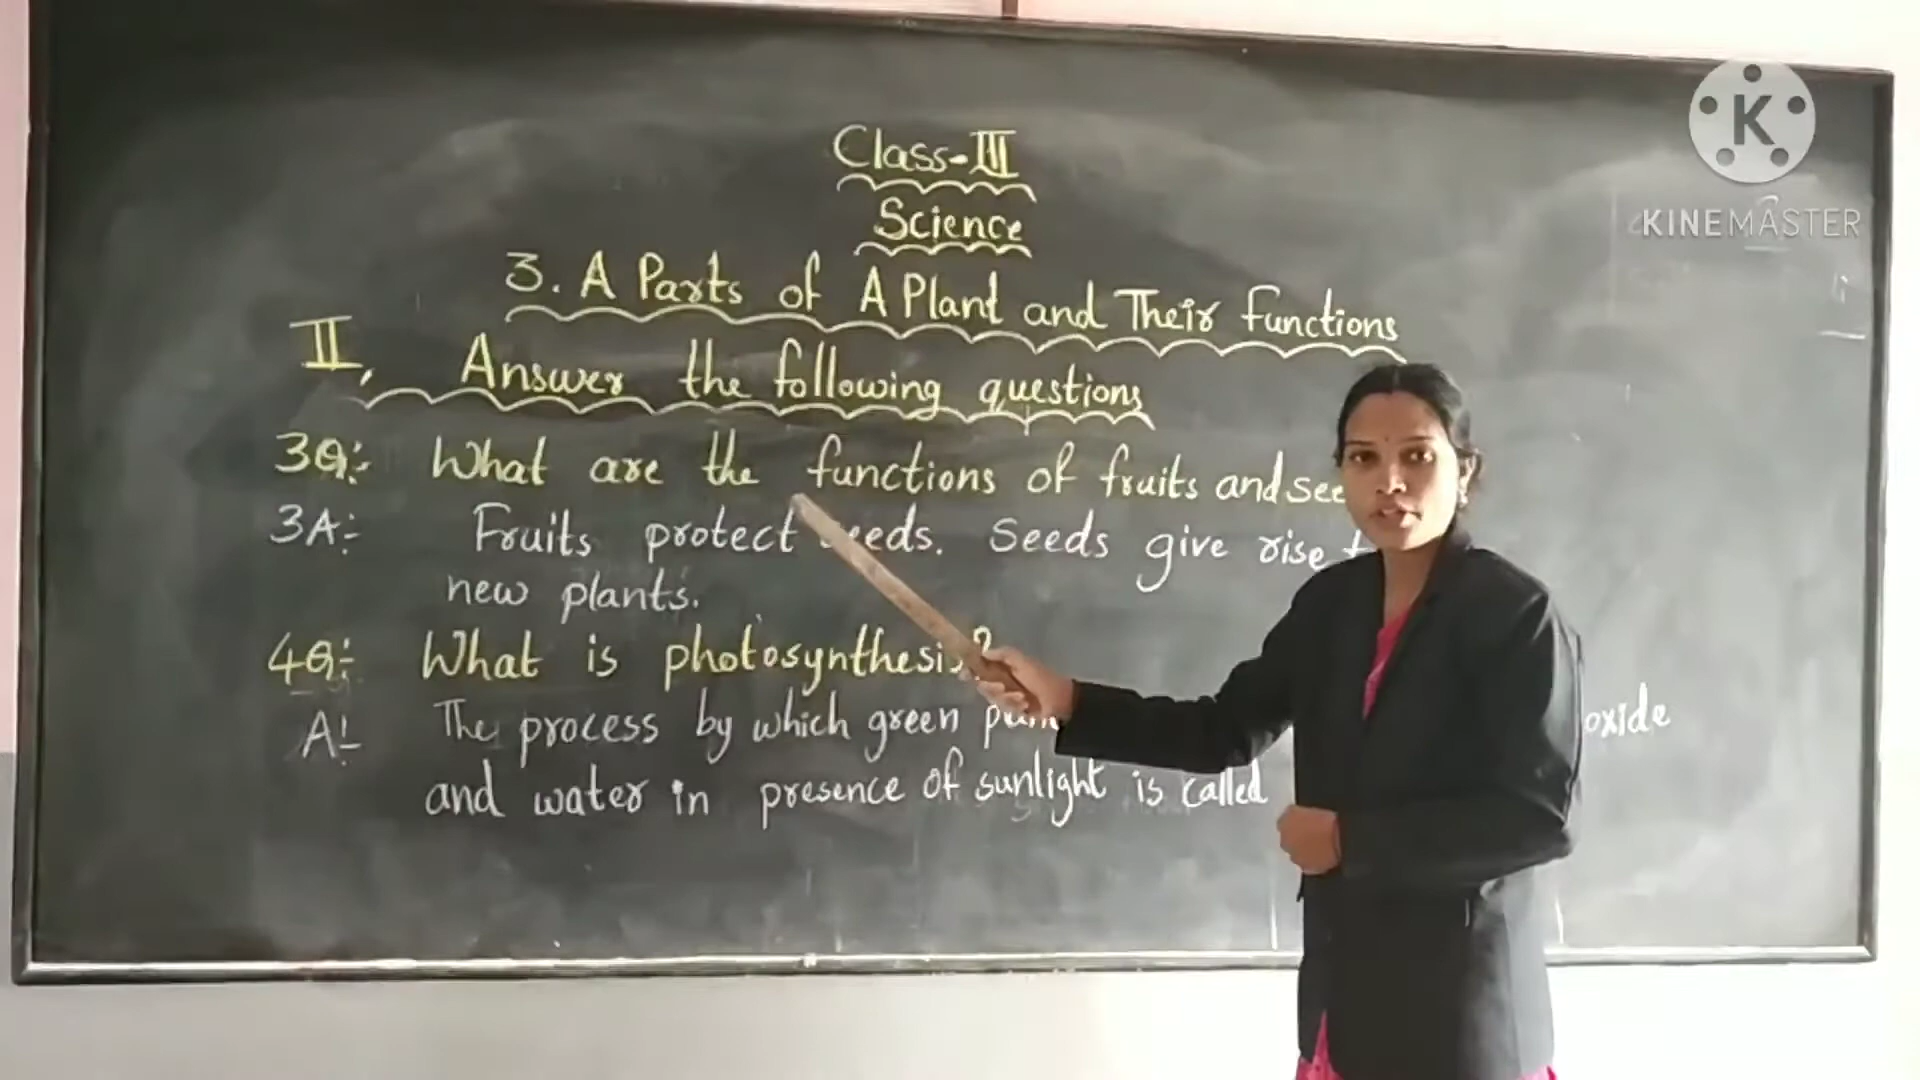 Class-III
Science
3. A Parts of A Plant and Their functions
II, Answer the following questions
3Q:- What are the functions of fruits and
3A:- Fruits protect seeds. Seeds give rise
new plants.
4Q:- What is photosynthesis?
A:- The process by which green oxide
and water in presence of sunlight is called
K
KINEMASTER